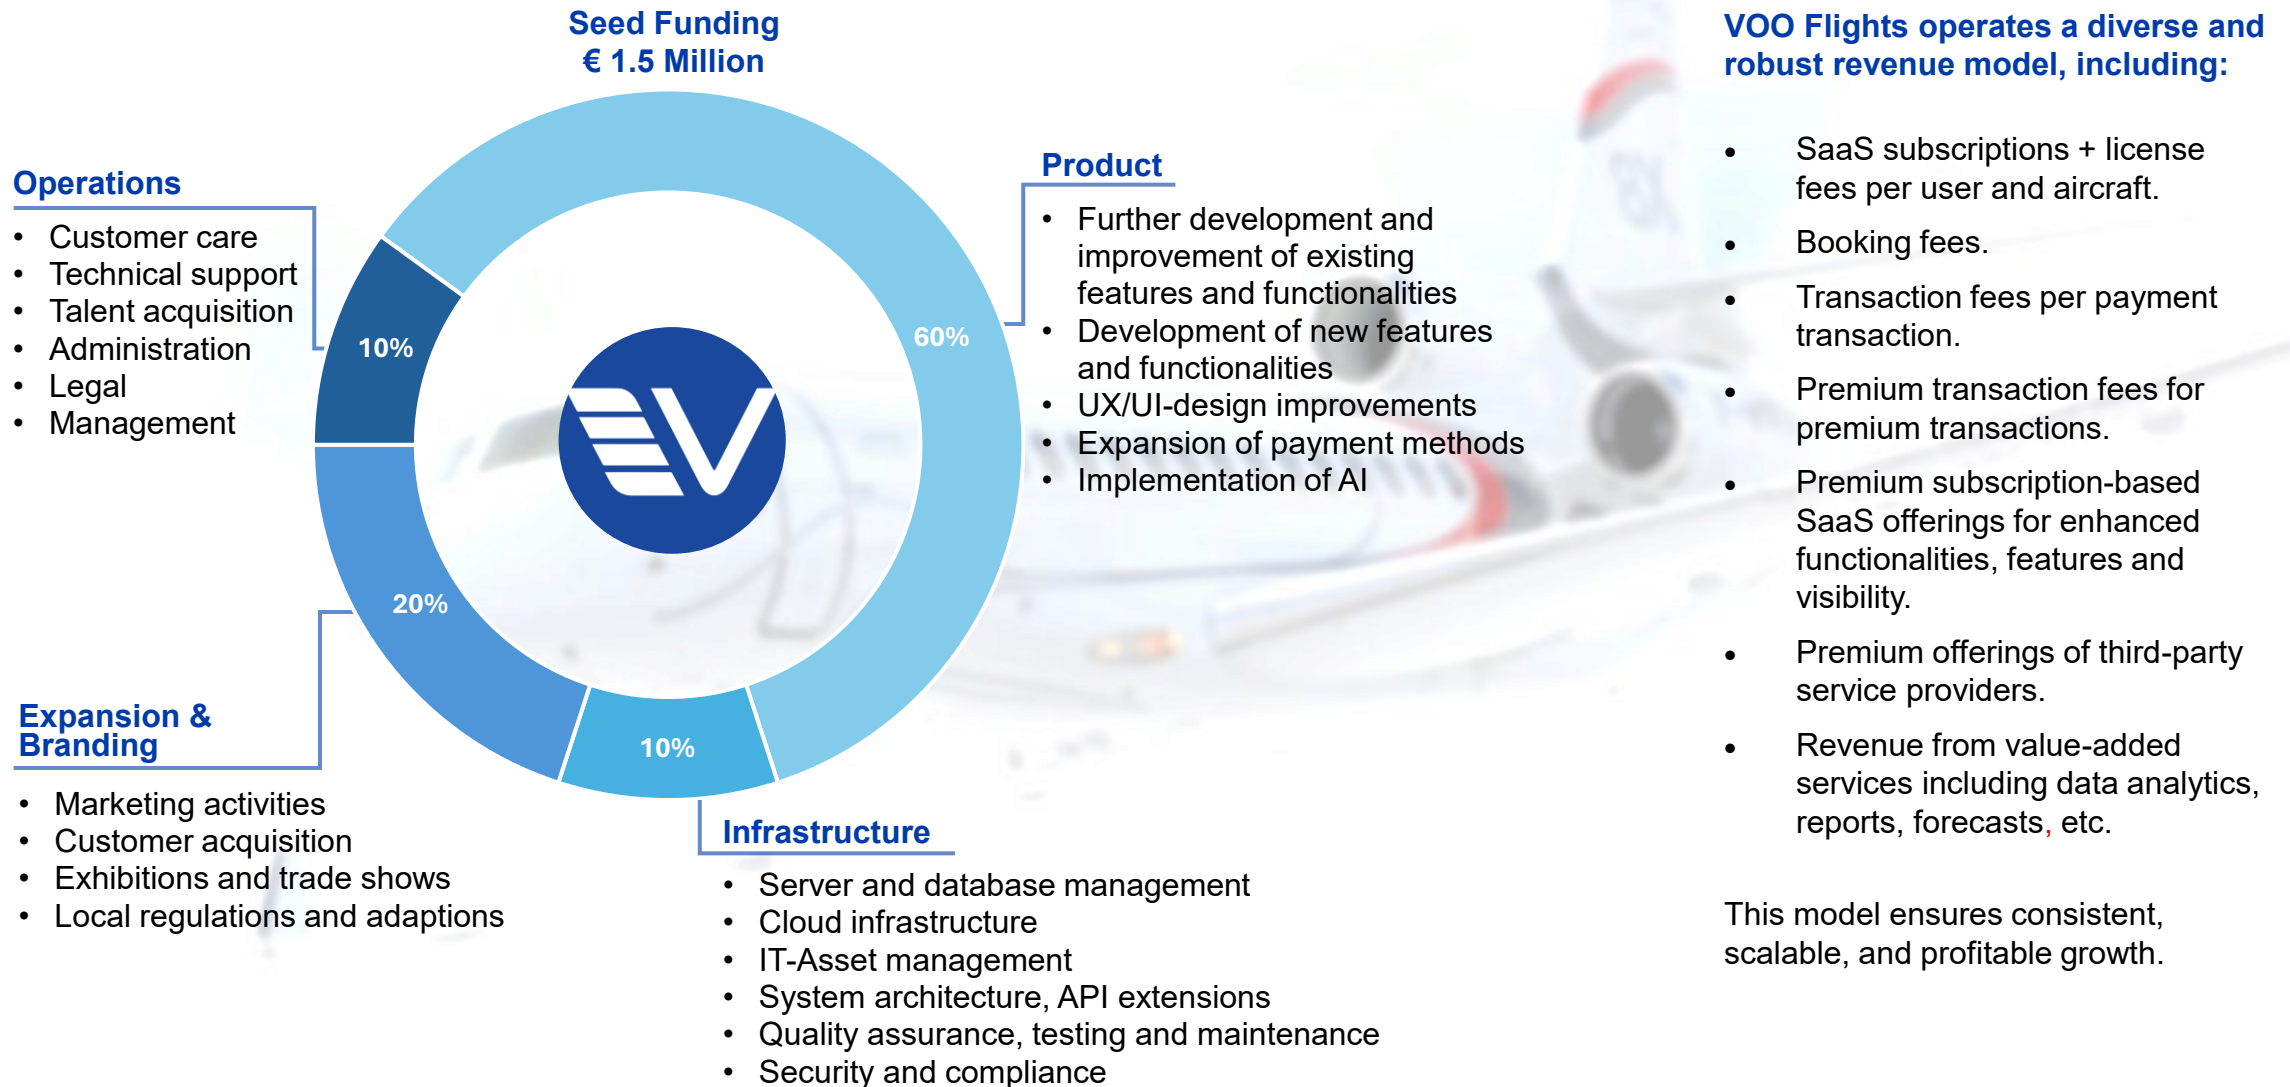 Seed Funding
€ 1.5 Million
Operations
• Customer care
• Technical support
• Talent acquisition
• Administration
• Legal
• Management
10%
60%
20%
10%
Product
• Further development and
improvement of existing
features and functionalities
• Development of new features
and functionalities
• UX/UI-design improvements
• Expansion of payment methods
• Implementation of AI
Expansion &
Branding
• Marketing activities
• Customer acquisition
• Exhibitions and trade shows
• Local regulations and adaptions
Infrastructure
• Server and database management
• Cloud infrastructure
• IT-Asset management
• System architecture, API extensions
• Quality assurance, testing and maintenance
• Security and compliance
VOO Flights operates a diverse and
robust revenue model, including:
• SaaS subscriptions + license
fees per user and aircraft.
• Booking fees.
• Transaction fees per payment
transaction.
• Premium transaction fees for
premium transactions.
• Premium subscription-based
SaaS offerings for enhanced
functionalities, features and
visibility.
• Premium offerings of third-party
service providers.
• Revenue from value-added
services including data analytics,
reports, forecasts, etc.
This model ensures consistent,
scalable, and profitable growth.